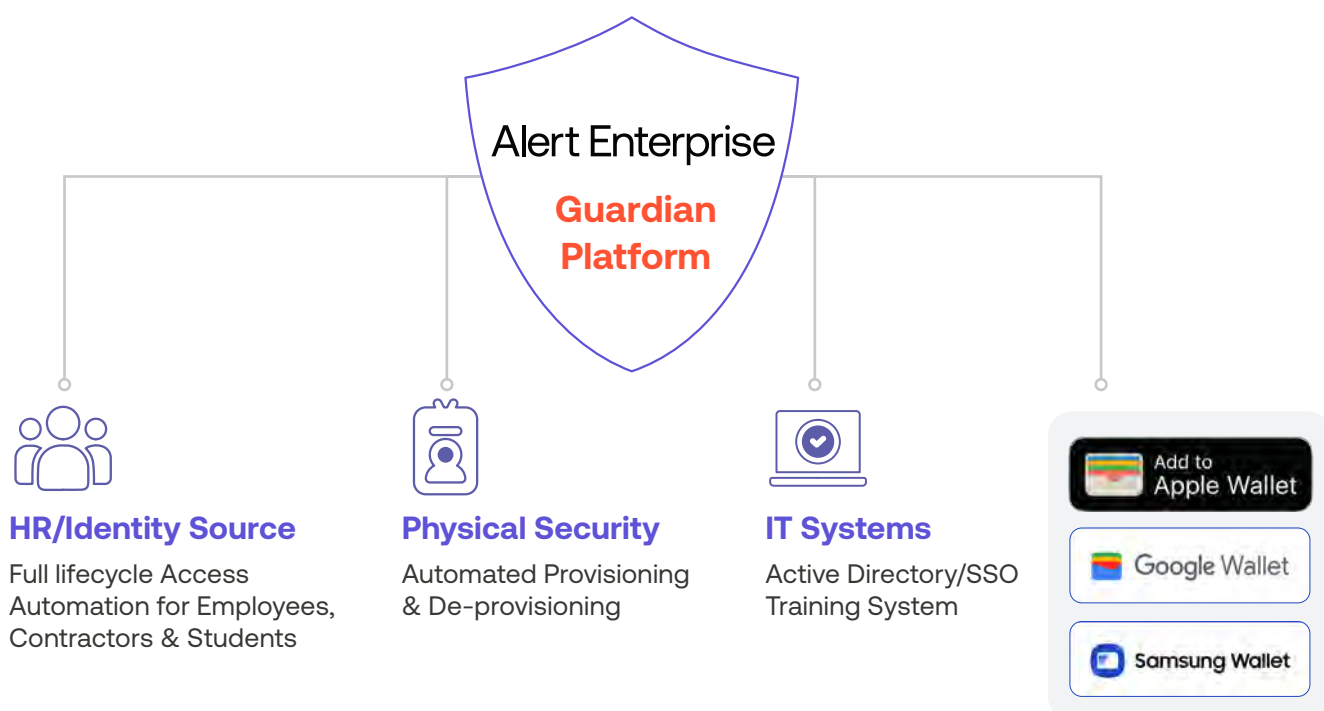 Alert Enterprise
Guardian
Platform
HR/Identity Source
Full lifecycle Access
Automation for Employees,
Contractors & Students
Physical Security
Automated Provisioning
& De-provisioning
IT Systems
Active Directory/SSO
Training System
Add to
Apple Wallet
Google Wallet
Samsung Wallet